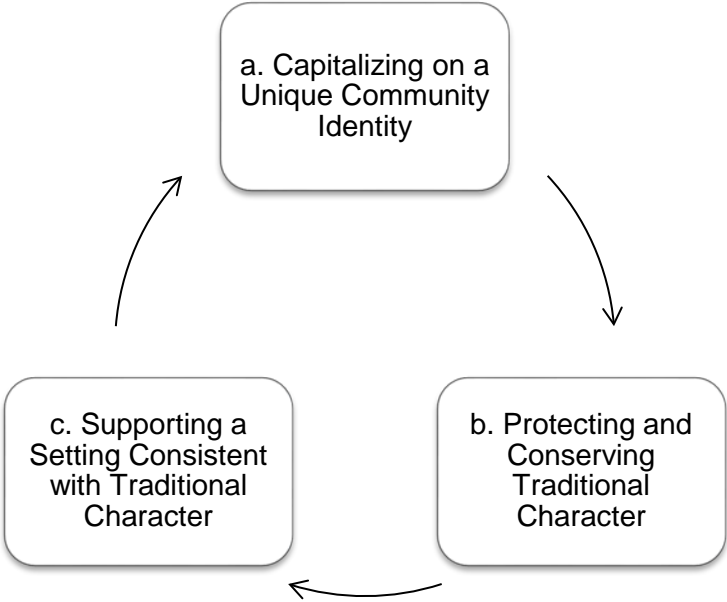 a. Capitalizing on a
Unique Community
Identity
c. Supporting a
Setting Consistent
with Traditional
Character
b. Protecting and
Conserving
Traditional
Character